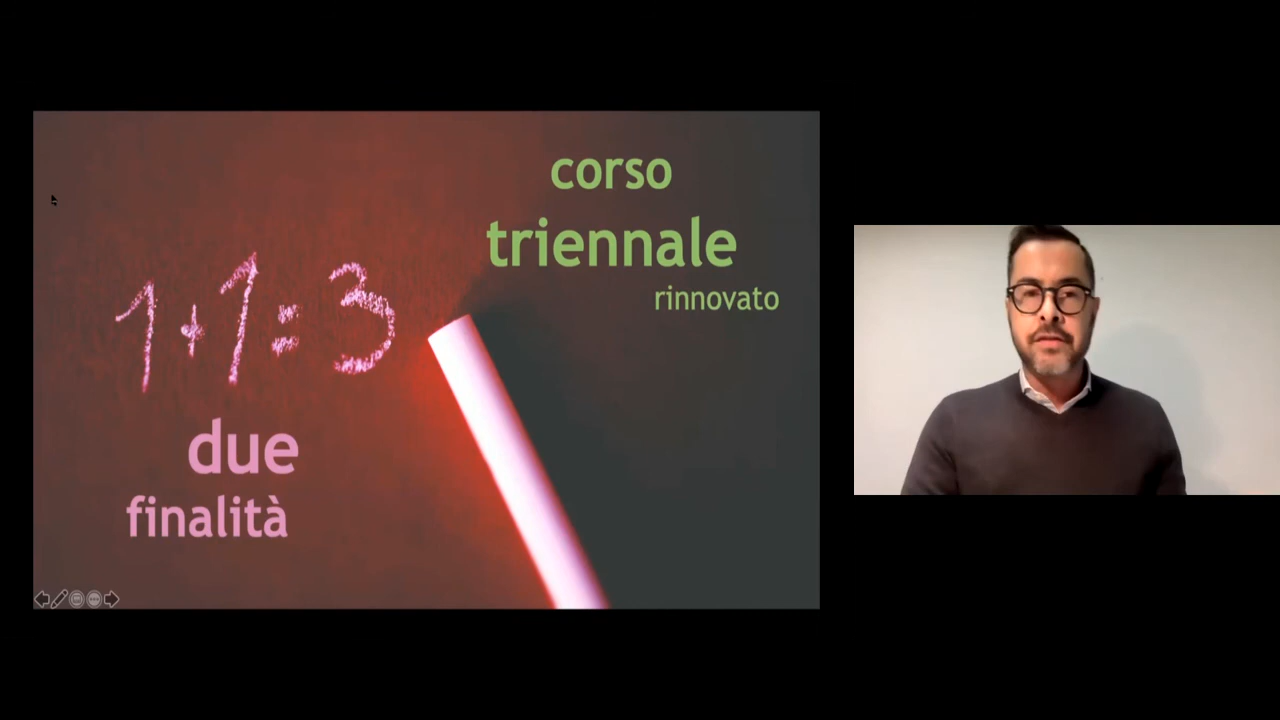 corso
triennale
rinnovato
1+1=3
due
finalità